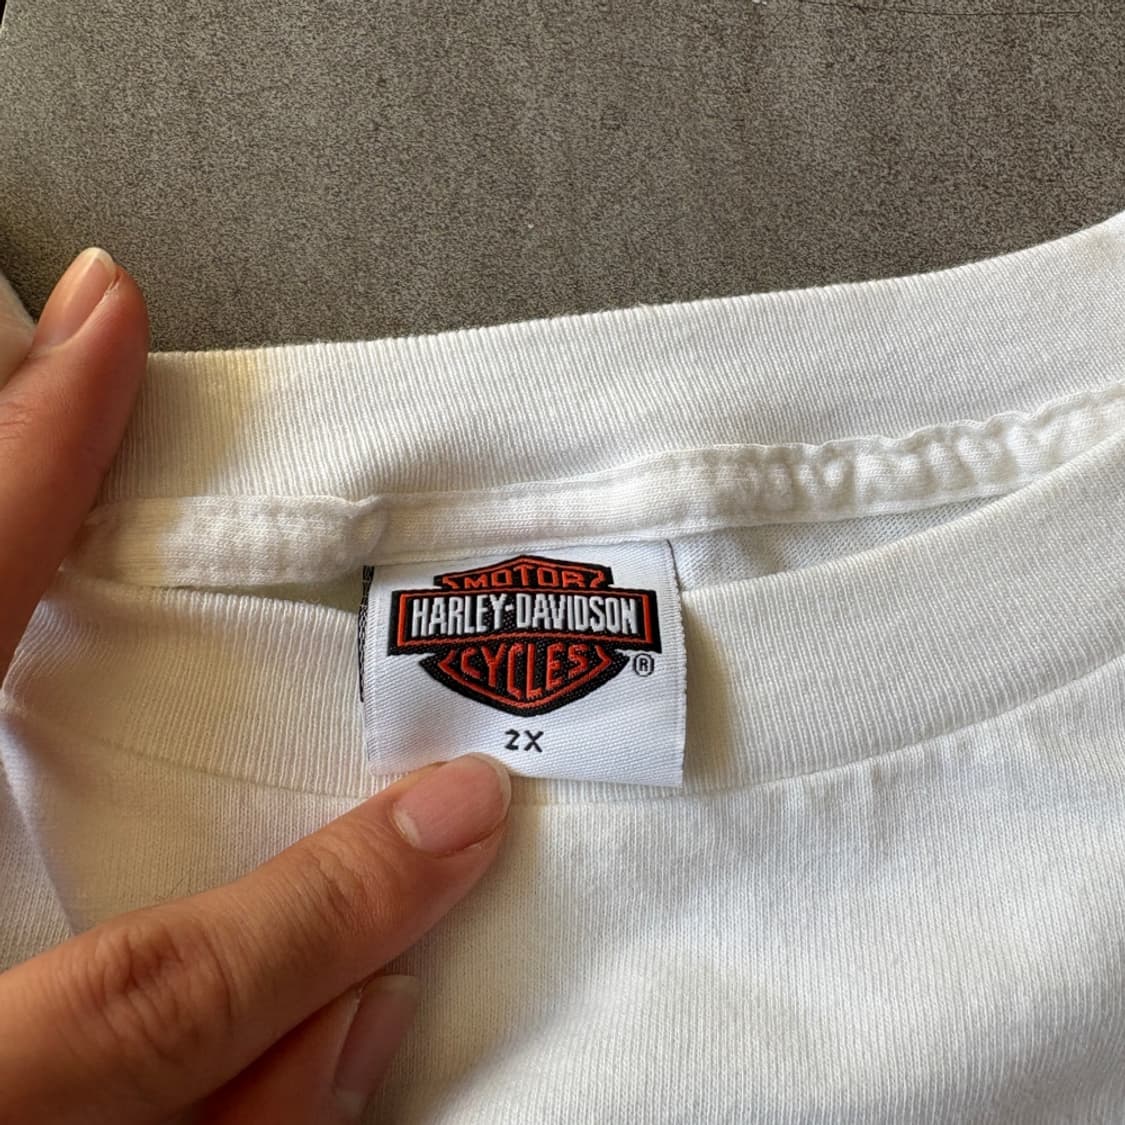 MOTOR
HARLEY-DAVIDSON
CYCLES
®
2X